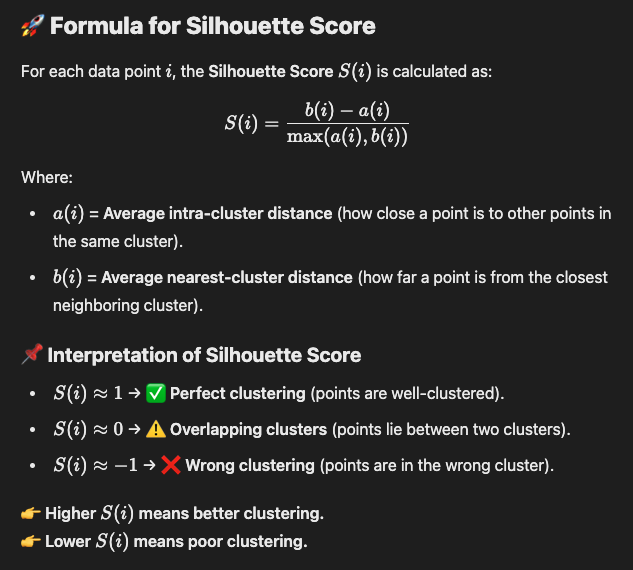 🚀 Formula for Silhouette Score
For each data point i, the Silhouette Score S(i) is calculated as:
S(i) = \frac{b(i) − a(i)}{max(a(i), b(i))}
Where:
• a(i) = Average intra-cluster distance (how close a point is to other points in
the same cluster).
• b(i) = Average nearest-cluster distance (how far a point is from the closest
neighboring cluster).
📌 Interpretation of Silhouette Score
• S(i) ≈ 1 → ✅ Perfect clustering (points are well-clustered).
• S(i) ≈ 0 → ⚠️ Overlapping clusters (points lie between two clusters).
• S(i) ≈ −1 → ❌ Wrong clustering (points are in the wrong cluster).
👉 Higher S(i) means better clustering.
👉 Lower S(i) means poor clustering.